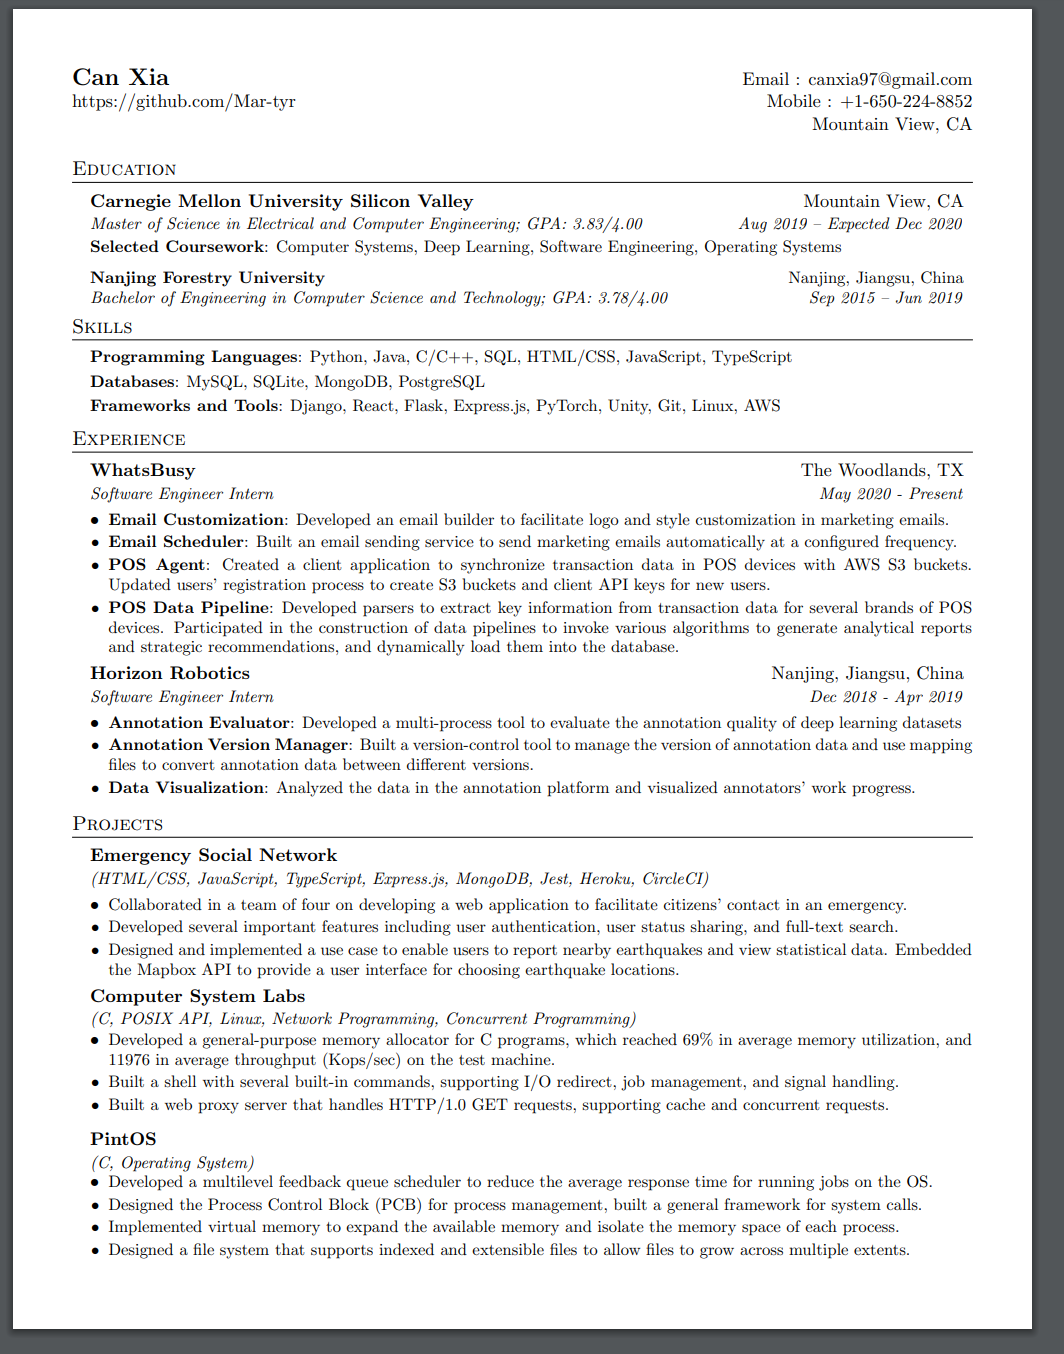 Can Xia
https://github.com/Mar-tyr
Email : canxia97@gmail.com
Mobile : +1-650-224-8852
Mountain View, CA
Education
Carnegie Mellon University Silicon Valley Mountain View, CA
Master of Science in Electrical and Computer Engineering; GPA: 3.83/4.00 Aug 2019 – Expected Dec 2020
Selected Coursework: Computer Systems, Deep Learning, Software Engineering, Operating Systems
Nanjing Forestry University Nanjing, Jiangsu, China
Bachelor of Engineering in Computer Science and Technology; GPA: 3.78/4.00 Sep 2015 – Jun 2019
Skills
Programming Languages: Python, Java, C/C++, SQL, HTML/CSS, JavaScript, TypeScript
Databases: MySQL, SQLite, MongoDB, PostgreSQL
Frameworks and Tools: Django, React, Flask, Express.js, PyTorch, Unity, Git, Linux, AWS
Experience
WhatsBusy The Woodlands, TX
Software Engineer Intern May 2020 - Present
• Email Customization: Developed an email builder to facilitate logo and style customization in marketing emails.
• Email Scheduler: Built an email sending service to send marketing emails automatically at a configured frequency.
• POS Agent: Created a client application to synchronize transaction data in POS devices with AWS S3 buckets.
Updated users' registration process to create S3 buckets and client API keys for new users.
• POS Data Pipeline: Developed parsers to extract key information from transaction data for several brands of POS
devices. Participated in the construction of data pipelines to invoke various algorithms to generate analytical reports
and strategic recommendations, and dynamically load them into the database.
Horizon Robotics Nanjing, Jiangsu, China
Software Engineer Intern Dec 2018 - Apr 2019
• Annotation Evaluator: Developed a multi-process tool to evaluate the annotation quality of deep learning datasets
• Annotation Version Manager: Built a version-control tool to manage the version of annotation data and use mapping
files to convert annotation data between different versions.
• Data Visualization: Analyzed the data in the annotation platform and visualized annotators' work progress.
Projects
Emergency Social Network
(HTML/CSS, JavaScript, TypeScript, Express.js, MongoDB, Jest, Heroku, CircleCI)
• Collaborated in a team of four on developing a web application to facilitate citizens' contact in an emergency.
• Developed several important features including user authentication, user status sharing, and full-text search.
• Designed and implemented a use case to enable users to report nearby earthquakes and view statistical data. Embedded
the Mapbox API to provide a user interface for choosing earthquake locations.
Computer System Labs
(C, POSIX API, Linux, Network Programming, Concurrent Programming)
• Developed a general-purpose memory allocator for C programs, which reached 69% in average memory utilization, and
11976 in average throughput (Kops/sec) on the test machine.
• Built a shell with several built-in commands, supporting I/O redirect, job management, and signal handling.
• Built a web proxy server that handles HTTP/1.0 GET requests, supporting cache and concurrent requests.
PintOS
(C, Operating System)
• Developed a multilevel feedback queue scheduler to reduce the average response time for running jobs on the OS.
• Designed the Process Control Block (PCB) for process management, built a general framework for system calls.
• Implemented virtual memory to expand the available memory and isolate the memory space of each process.
• Designed a file system that supports indexed and extensible files to allow files to grow across multiple extents.